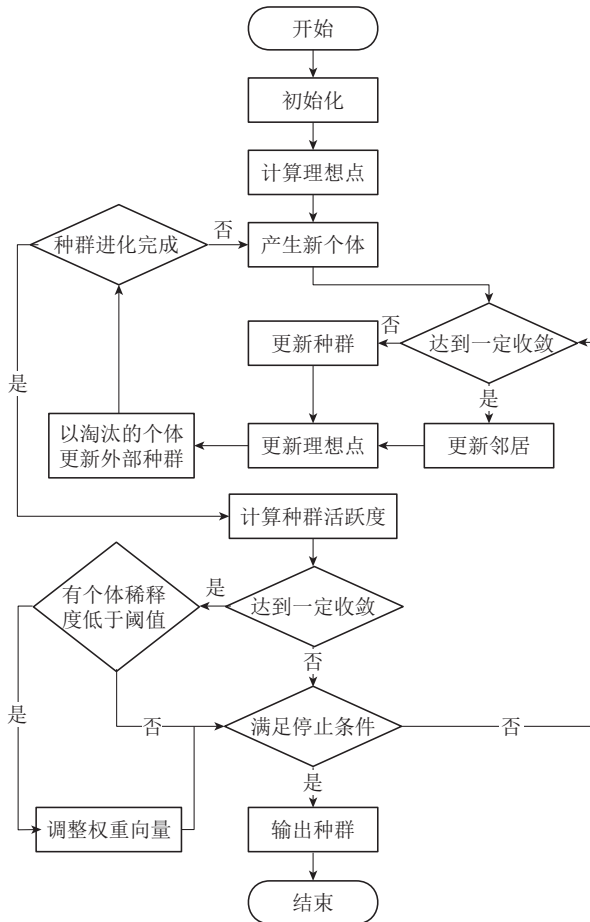 开始
初始化
计算理想点
种群进化完成
否
产生新个体
更新种群
否
达到一定收敛
是
是
以淘汰的个体
更新外部种群
更新理想点
更新邻居
计算种群活跃度
有个体稀释
度低于阈值
是
达到一定收敛
否
是
否
满足停止条件
否
是
调整权重向量
输出种群
结束